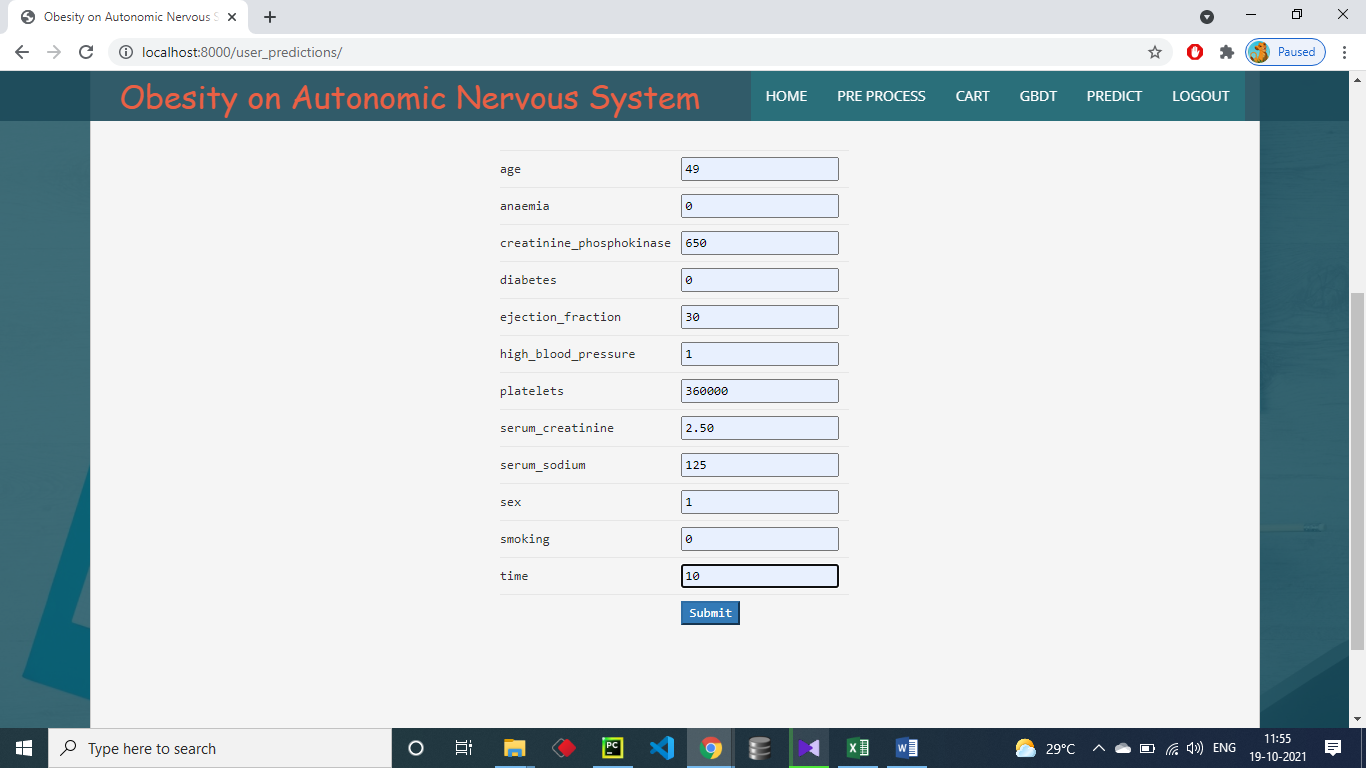 Obesity on Autonomic Nervous S
Paused
localhost:8000/user_predictions/
Obesity on Autonomic Nervous System
HOME PRE PROCESS CART GBDT PREDICT LOGOUT
age 49
anaemia 0
creatinine_phosphokinase 650
diabetes 0
ejection_fraction 30
high_blood_pressure 1
platelets 360000
serum_creatinine 2.50
serum_sodium 125
sex 1
smoking 0
time 10
Submit
Type here to search
PC
29°C
ENG
11:55
19-10-2021